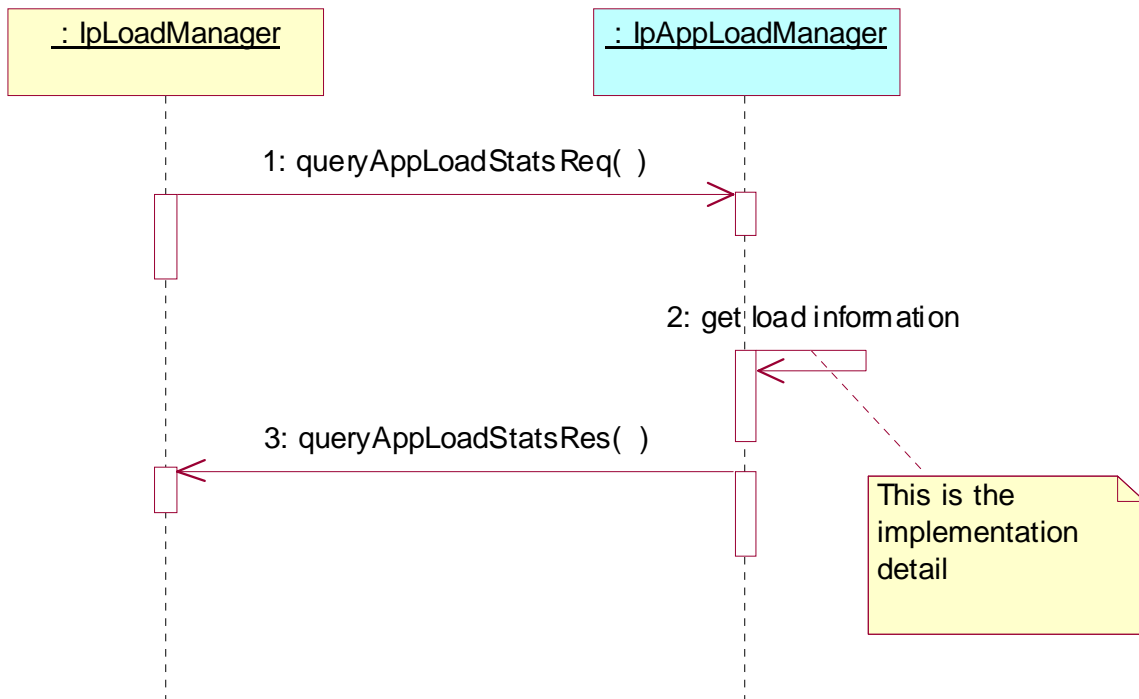 : IpLoadManager
: IpAppLoadManager
1: queryAppLoadStatsReq( )
2: get load information
3: queryAppLoadStatsRes( )
This is the
implementation
detail